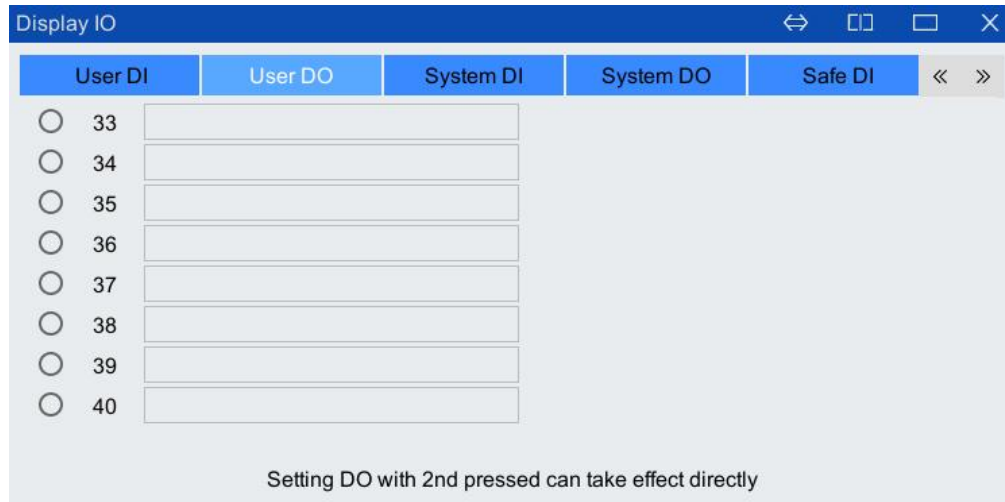 Display IO
User DI User DO System DI System DO Safe DI
33
34
35
36
37
38
39
40
Setting DO with 2nd pressed can take effect directly